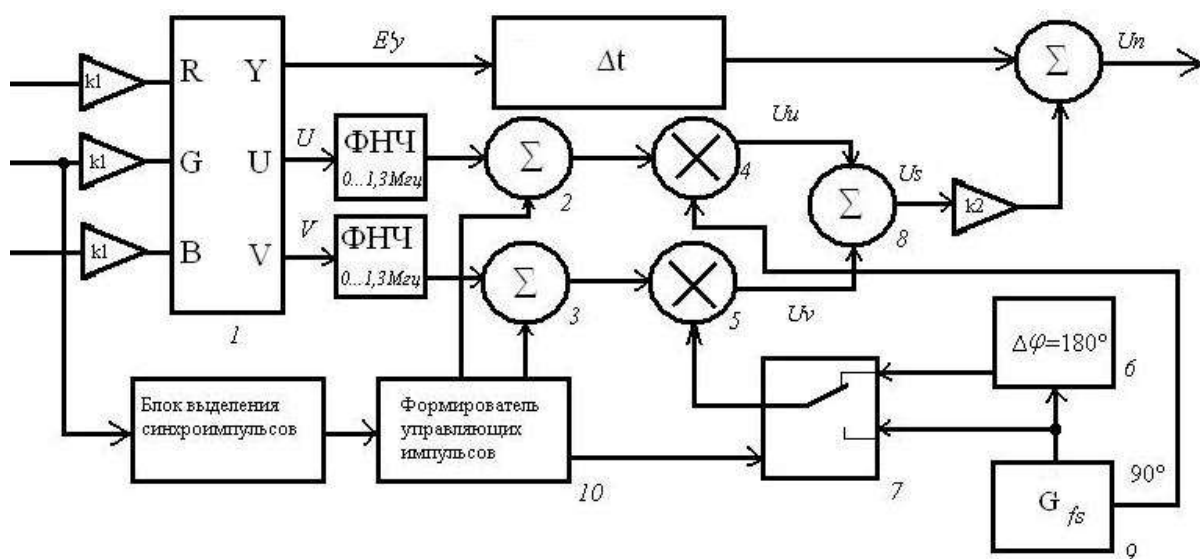 E'y
Un
k1
R
Y
Δt
Σ
U
ФНЧ
0...1,3Мгц
Σ
2
4
Uu
k1
G
U
Us
k2
V
ФНЧ
0...1,3Мгц
Σ
3
5
Uv
Σ
8
k1
B
V
1
Блок выделения
синхроимпульсов
Формирователь
управляющих
импульсов
10
7
Δφ=180°
6
90°
G fs
9